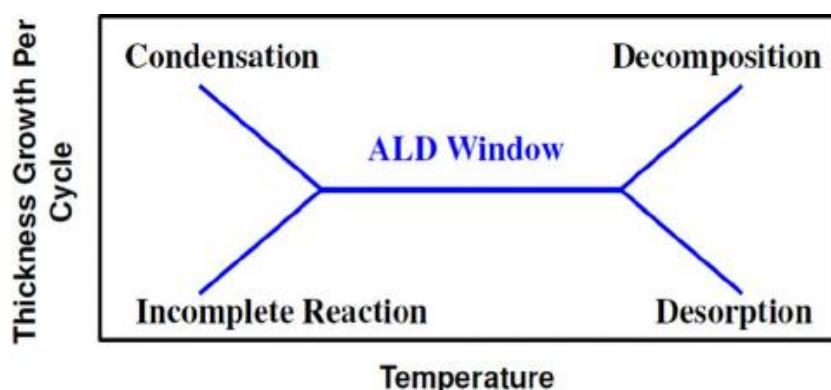 Thickness Growth Per
Cycle
Condensation
Decomposition
ALD Window
Incomplete Reaction
Desorption
Temperature